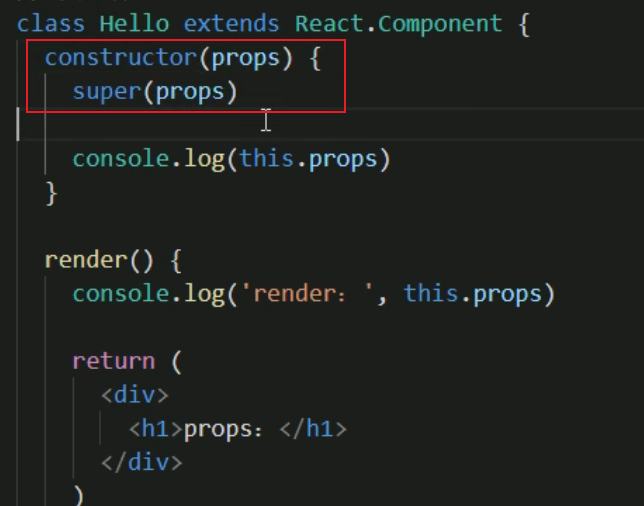 class Hello extends React.Component {
  constructor(props) {
    super(props)

    console.log(this.props)
  }

  render() {
    console.log('render：', this.props)

    return (
      <div>
        <h1>props：</h1>
      </div>
    )